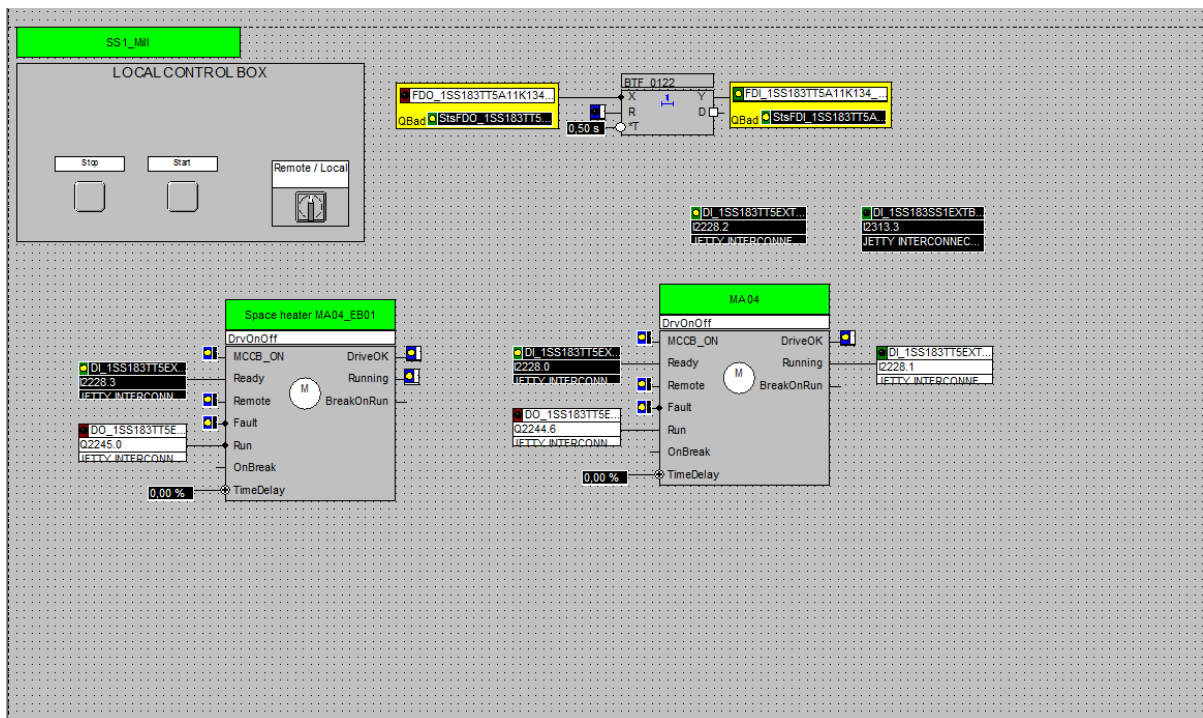 SS1_Mill
LOCAL CONTROL BOX
Stop
Start
Remote / Local
FDO_1SS183TT5A11K134...
QBad StsFDO_1SS183TT5...
BTF_0122
X
Y
R
D
0,50 s
*T
FDI_1SS183TT5A11K134_...
QBad StsFDI_1SS183TT5A...
DI_1SS183TT5EXT...
I2228.2
JETTY INTERCONNE...
DI_1SS183SS1EXTB...
I2313.3
JETTY INTERCONNEC...
Space heater MA04_EB01
DrvOnOff
MCCB_ON
DriveOK
DI_1SS183TT5EX...
I2228.3
JETTY INTERCONN...
Ready
Running
M
Remote
BreakOnRun
Fault
DO_1SS183TT5E...
Q2245.0
JETTY INTERCONN...
Run
OnBreak
0,00 %
TimeDelay
MA04
DrvOnOff
MCCB_ON
DriveOK
DI_1SS183TT5EX...
I2228.0
JETTY INTERCONN...
Ready
Running
DI_1SS183TT5EXT...
I2228.1
JETTY INTERCONNE...
M
Remote
BreakOnRun
Fault
DO_1SS183TT5E...
Q2244.6
JETTY INTERCONN...
Run
OnBreak
0,00 %
TimeDelay